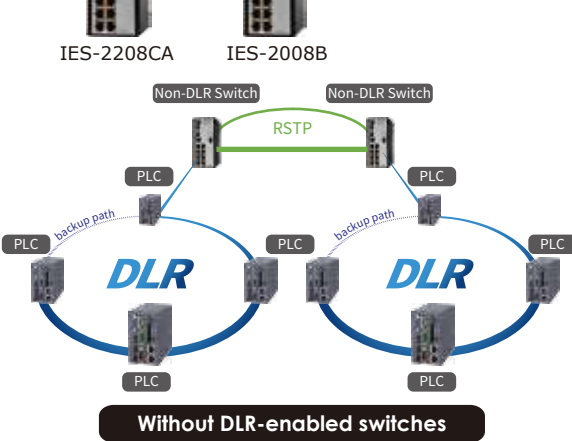 IES-2208CA IES-2008B
Non-DLR Switch Non-DLR Switch
RSTP
PLC PLC
backup path backup path
PLC PLC PLC PLC
DLR DLR
PLC PLC
Without DLR-enabled switches